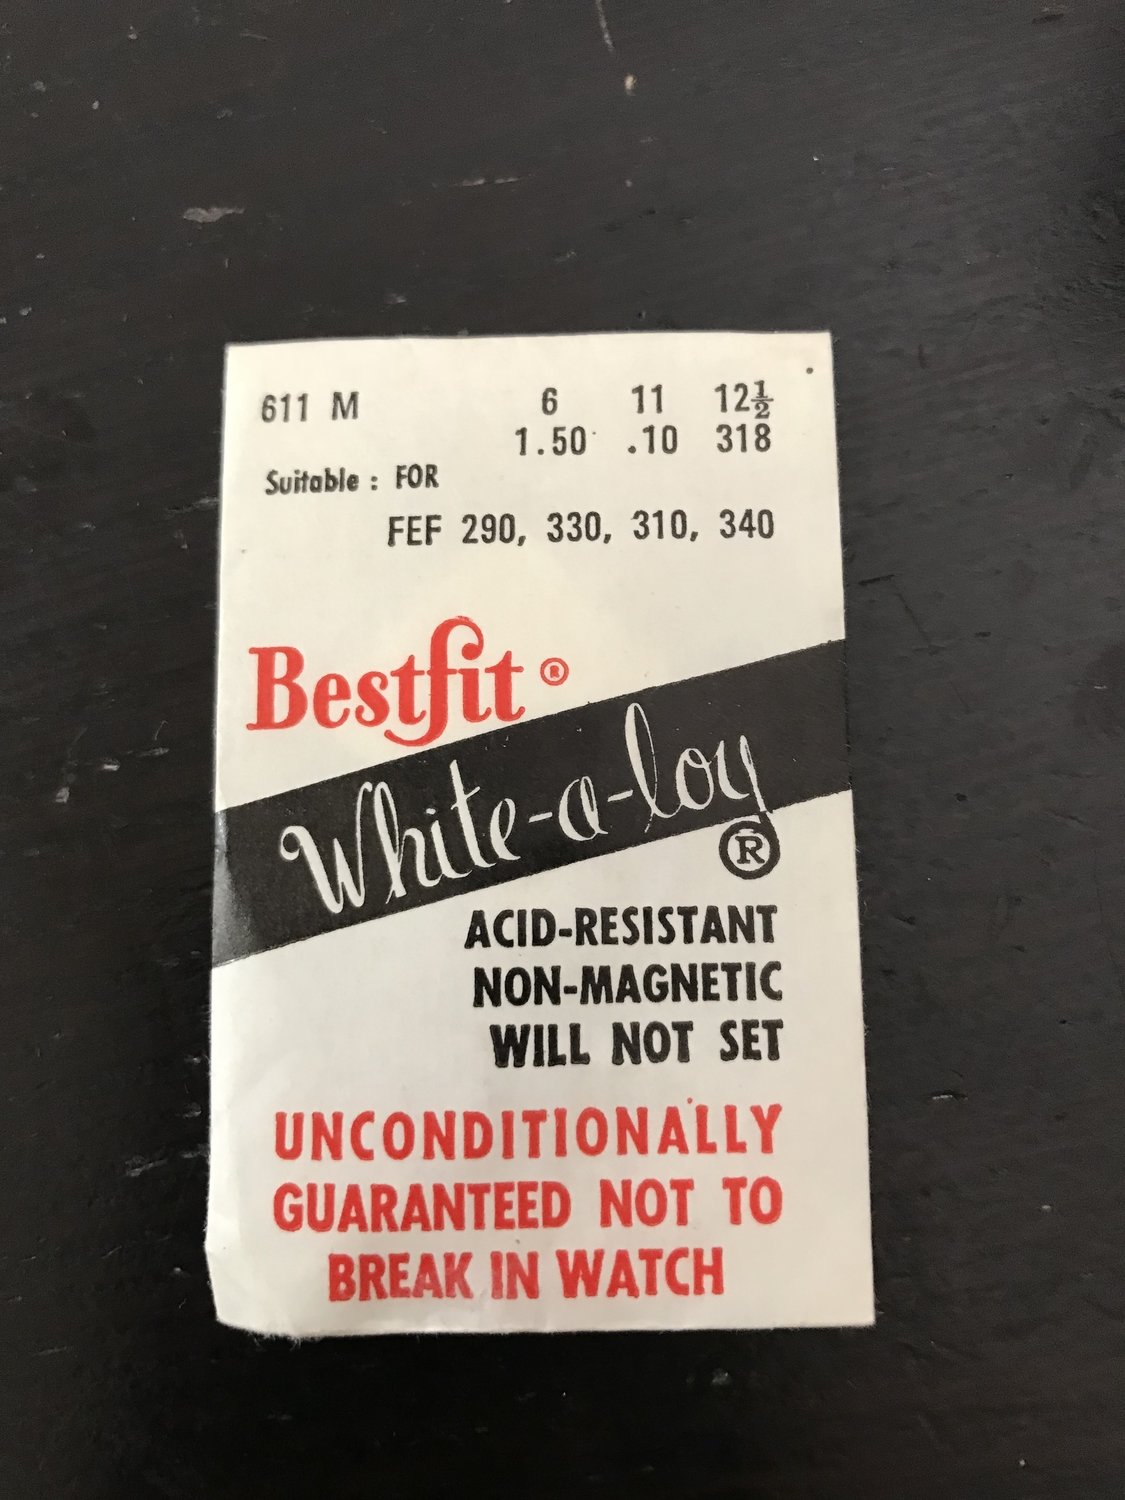 611 M 6 11 12½
1.50 .10 318
Suitable : FOR
FEF 290, 330, 310, 340
Bestfit ®
White-a-loy
®
ACID-RESISTANT
NON-MAGNETIC
WILL NOT SET
UNCONDITIONALLY
GUARANTEED NOT TO
BREAK IN WATCH